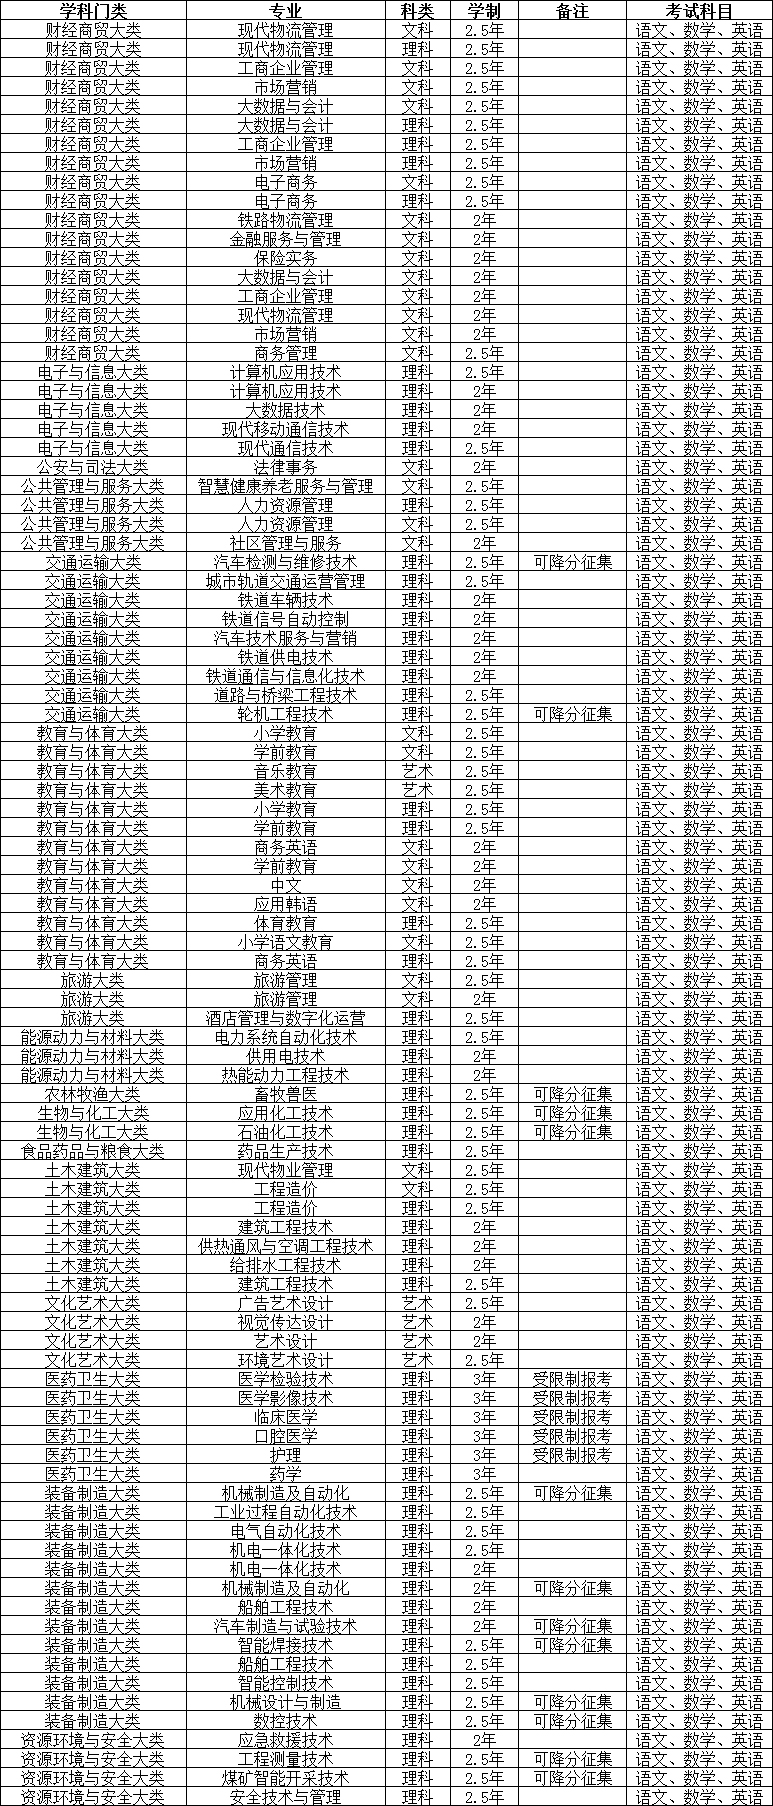 学科门类 专业 科类 学制 备注 考试科目
财经商贸大类 现代物流管理 文科 2.5年 语文、数学、英语
财经商贸大类 现代物流管理 理科 2.5年 语文、数学、英语
财经商贸大类 工商企业管理 文科 2.5年 语文、数学、英语
财经商贸大类 市场营销 文科 2.5年 语文、数学、英语
财经商贸大类 大数据与会计 文科 2.5年 语文、数学、英语
财经商贸大类 大数据与会计 理科 2.5年 语文、数学、英语
财经商贸大类 工商企业管理 理科 2.5年 语文、数学、英语
财经商贸大类 市场营销 理科 2.5年 语文、数学、英语
财经商贸大类 电子商务 文科 2.5年 语文、数学、英语
财经商贸大类 电子商务 理科 2.5年 语文、数学、英语
财经商贸大类 铁路物流管理 文科 2年 语文、数学、英语
财经商贸大类 金融服务与管理 文科 2年 语文、数学、英语
财经商贸大类 保险实务 文科 2年 语文、数学、英语
财经商贸大类 大数据与会计 文科 2年 语文、数学、英语
财经商贸大类 工商企业管理 文科 2年 语文、数学、英语
财经商贸大类 现代物流管理 文科 2年 语文、数学、英语
财经商贸大类 市场营销 文科 2年 语文、数学、英语
财经商贸大类 商务管理 文科 2.5年 语文、数学、英语
电子与信息大类 计算机应用技术 理科 2.5年 语文、数学、英语
电子与信息大类 计算机应用技术 理科 2年 语文、数学、英语
电子与信息大类 大数据技术 理科 2年 语文、数学、英语
电子与信息大类 现代移动通信技术 理科 2年 语文、数学、英语
电子与信息大类 现代通信技术 理科 2.5年 语文、数学、英语
公安与司法大类 法律事务 文科 2年 语文、数学、英语
公共管理与服务大类 智慧健康养老服务与管理 文科 2.5年 语文、数学、英语
公共管理与服务大类 人力资源管理 理科 2.5年 语文、数学、英语
公共管理与服务大类 人力资源管理 文科 2.5年 语文、数学、英语
公共管理与服务大类 社区管理与服务 文科 2年 语文、数学、英语
交通运输大类 汽车检测与维修技术 理科 2.5年 可降分征集 语文、数学、英语
交通运输大类 城市轨道交通运营管理 理科 2.5年 语文、数学、英语
交通运输大类 铁道车辆技术 理科 2年 语文、数学、英语
交通运输大类 铁道信号自动控制 理科 2年 语文、数学、英语
交通运输大类 汽车技术服务与营销 理科 2年 语文、数学、英语
交通运输大类 铁道供电技术 理科 2年 语文、数学、英语
交通运输大类 铁道通信与信息化技术 理科 2年 语文、数学、英语
交通运输大类 道路与桥梁工程技术 理科 2.5年 语文、数学、英语
交通运输大类 轮机工程技术 理科 2.5年 可降分征集 语文、数学、英语
教育与体育大类 小学教育 文科 2.5年 语文、数学、英语
教育与体育大类 学前教育 文科 2.5年 语文、数学、英语
教育与体育大类 音乐教育 艺术 2.5年 语文、数学、英语
教育与体育大类 美术教育 艺术 2.5年 语文、数学、英语
教育与体育大类 小学教育 理科 2.5年 语文、数学、英语
教育与体育大类 学前教育 理科 2.5年 语文、数学、英语
教育与体育大类 商务英语 文科 2年 语文、数学、英语
教育与体育大类 学前教育 文科 2年 语文、数学、英语
教育与体育大类 中文 文科 2年 语文、数学、英语
教育与体育大类 应用韩语 文科 2年 语文、数学、英语
教育与体育大类 体育教育 理科 2.5年 语文、数学、英语
教育与体育大类 小学语文教育 文科 2.5年 语文、数学、英语
教育与体育大类 商务英语 理科 2.5年 语文、数学、英语
旅游大类 旅游管理 文科 2.5年 语文、数学、英语
旅游大类 旅游管理 文科 2年 语文、数学、英语
旅游大类 酒店管理与数字化运营 理科 2.5年 语文、数学、英语
能源动力与材料大类 电力系统自动化技术 理科 2.5年 语文、数学、英语
能源动力与材料大类 供用电技术 理科 2年 语文、数学、英语
能源动力与材料大类 热能动力工程技术 理科 2年 语文、数学、英语
农林牧渔大类 畜牧兽医 理科 2.5年 可降分征集 语文、数学、英语
生物与化工大类 应用化工技术 理科 2.5年 可降分征集 语文、数学、英语
生物与化工大类 石油化工技术 理科 2.5年 可降分征集 语文、数学、英语
食品药品与粮食大类 药品生产技术 理科 2.5年 语文、数学、英语
土木建筑大类 现代物业管理 文科 2.5年 语文、数学、英语
土木建筑大类 工程造价 文科 2.5年 语文、数学、英语
土木建筑大类 工程造价 理科 2.5年 语文、数学、英语
土木建筑大类 建筑工程技术 理科 2年 语文、数学、英语
土木建筑大类 供热通风与空调工程技术 理科 2年 语文、数学、英语
土木建筑大类 给排水工程技术 理科 2年 语文、数学、英语
土木建筑大类 建筑工程技术 理科 2.5年 语文、数学、英语
文化艺术大类 广告艺术设计 艺术 2.5年 语文、数学、英语
文化艺术大类 视觉传达设计 艺术 2年 语文、数学、英语
文化艺术大类 艺术设计 艺术 2年 语文、数学、英语
文化艺术大类 环境艺术设计 艺术 2.5年 语文、数学、英语
医药卫生大类 医学检验技术 理科 3年 受限制报考 语文、数学、英语
医药卫生大类 医学影像技术 理科 3年 受限制报考 语文、数学、英语
医药卫生大类 临床医学 理科 3年 受限制报考 语文、数学、英语
医药卫生大类 口腔医学 理科 3年 受限制报考 语文、数学、英语
医药卫生大类 护理 理科 3年 受限制报考 语文、数学、英语
医药卫生大类 药学 理科 3年 语文、数学、英语
装备制造大类 机械制造及自动化 理科 2.5年 可降分征集 语文、数学、英语
装备制造大类 工业过程自动化技术 理科 2.5年 语文、数学、英语
装备制造大类 电气自动化技术 理科 2.5年 语文、数学、英语
装备制造大类 机电一体化技术 理科 2.5年 语文、数学、英语
装备制造大类 机电一体化技术 理科 2年 语文、数学、英语
装备制造大类 机械制造及自动化 理科 2年 可降分征集 语文、数学、英语
装备制造大类 船舶工程技术 理科 2年 语文、数学、英语
装备制造大类 汽车制造与试验技术 理科 2年 可降分征集 语文、数学、英语
装备制造大类 智能焊接技术 理科 2.5年 可降分征集 语文、数学、英语
装备制造大类 船舶工程技术 理科 2.5年 语文、数学、英语
装备制造大类 智能控制技术 理科 2.5年 语文、数学、英语
装备制造大类 机械设计与制造 理科 2.5年 可降分征集 语文、数学、英语
装备制造大类 数控技术 理科 2.5年 可降分征集 语文、数学、英语
资源环境与安全大类 应急救援技术 理科 2年 语文、数学、英语
资源环境与安全大类 工程测量技术 理科 2.5年 可降分征集 语文、数学、英语
资源环境与安全大类 煤矿智能开采技术 理科 2.5年 可降分征集 语文、数学、英语
资源环境与安全大类 安全技术与管理 理科 2.5年 语文、数学、英语